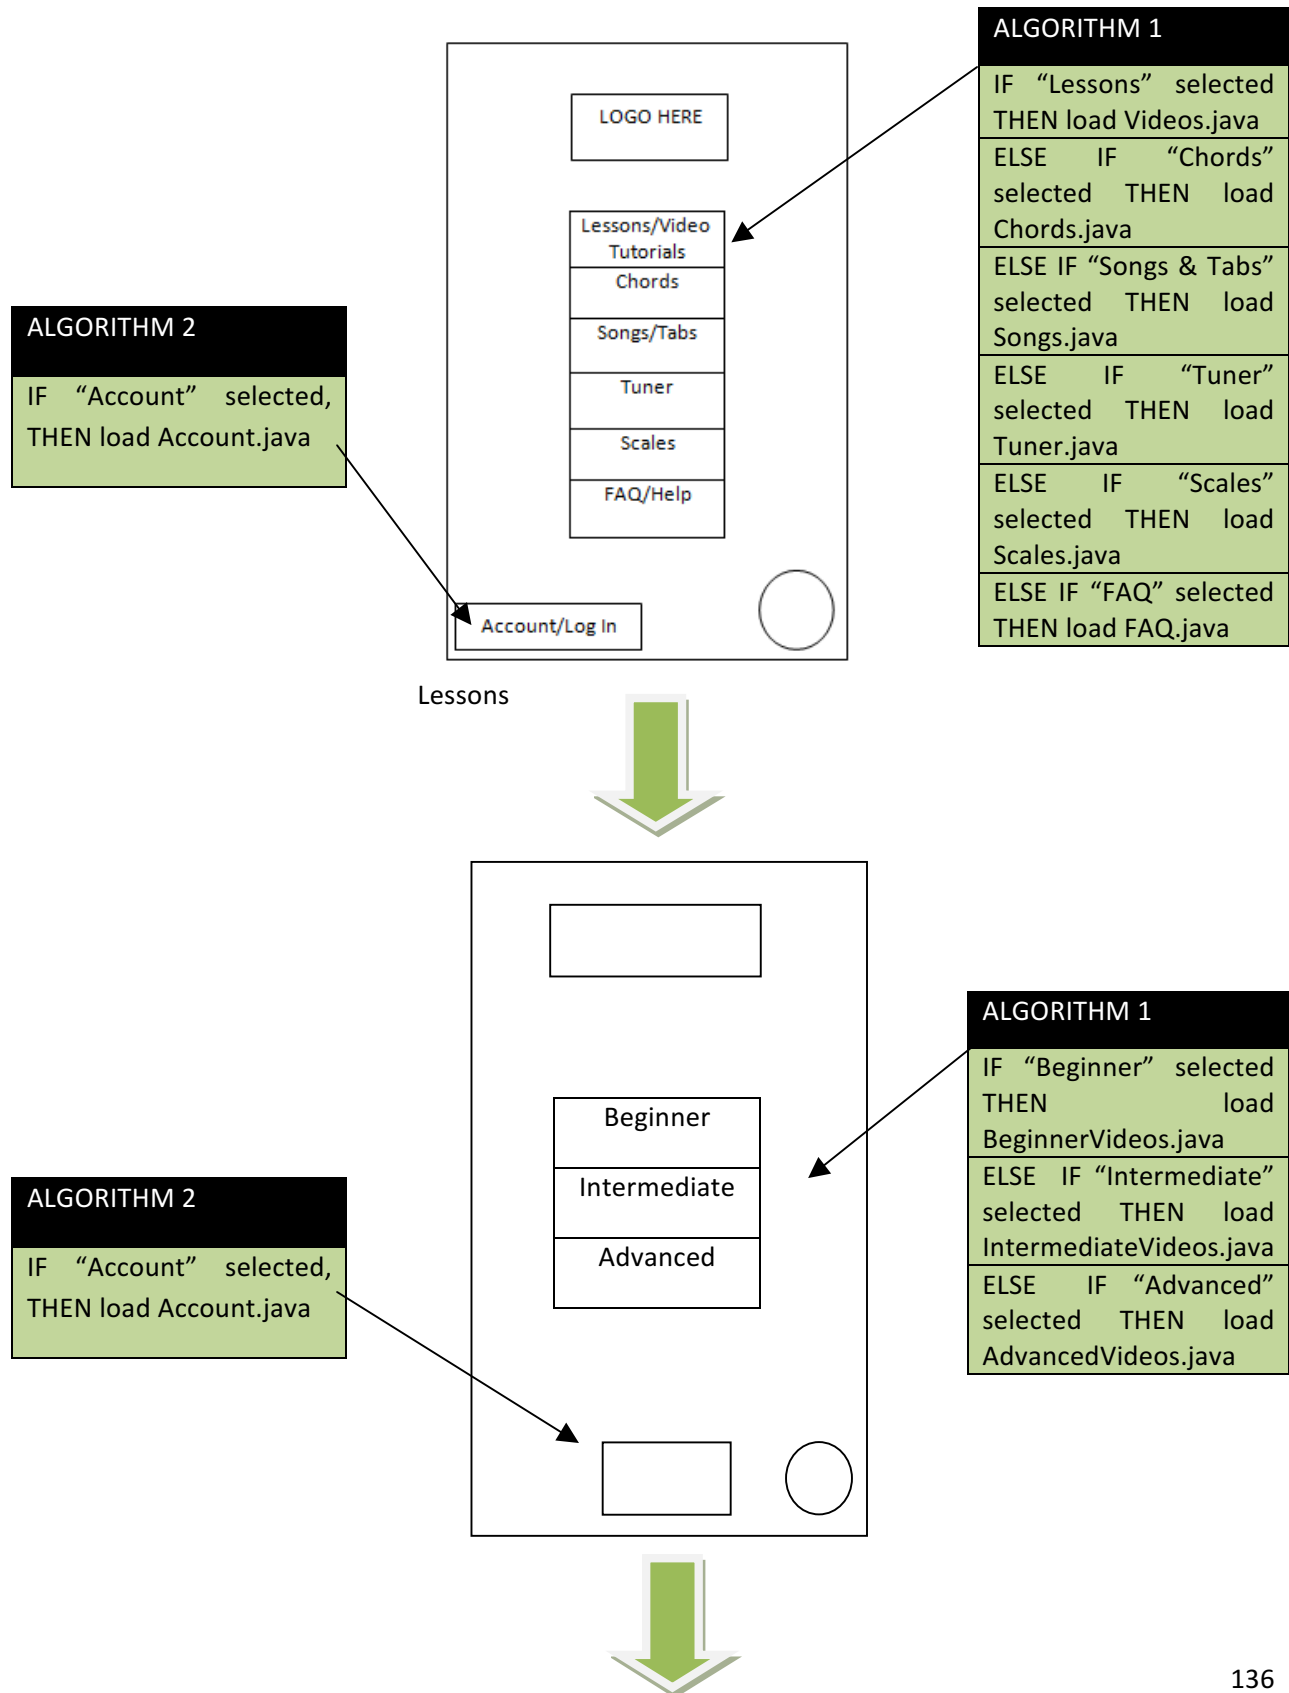 ALGORITHM 1
IF “Lessons” selected
THEN load Videos.java
ELSE IF “Chords”
selected THEN load
Chords.java
ELSE IF “Songs & Tabs”
selected THEN load
Songs.java
ELSE IF “Tuner”
selected THEN load
Tuner.java
ELSE IF “Scales”
selected THEN load
Scales.java
ELSE IF “FAQ” selected
THEN load FAQ.java
LOGO HERE
Lessons/Video
Tutorials
Chords
Songs/Tabs
Tuner
Scales
FAQ/Help
Account/Log In
ALGORITHM 2
IF “Account” selected,
THEN load Account.java
Lessons
Beginner
Intermediate
Advanced
ALGORITHM 1
IF “Beginner” selected
THEN load
BeginnerVideos.java
ELSE IF “Intermediate”
selected THEN load
IntermediateVideos.java
ELSE IF “Advanced”
selected THEN load
AdvancedVideos.java
ALGORITHM 2
IF “Account” selected,
THEN load Account.java
136